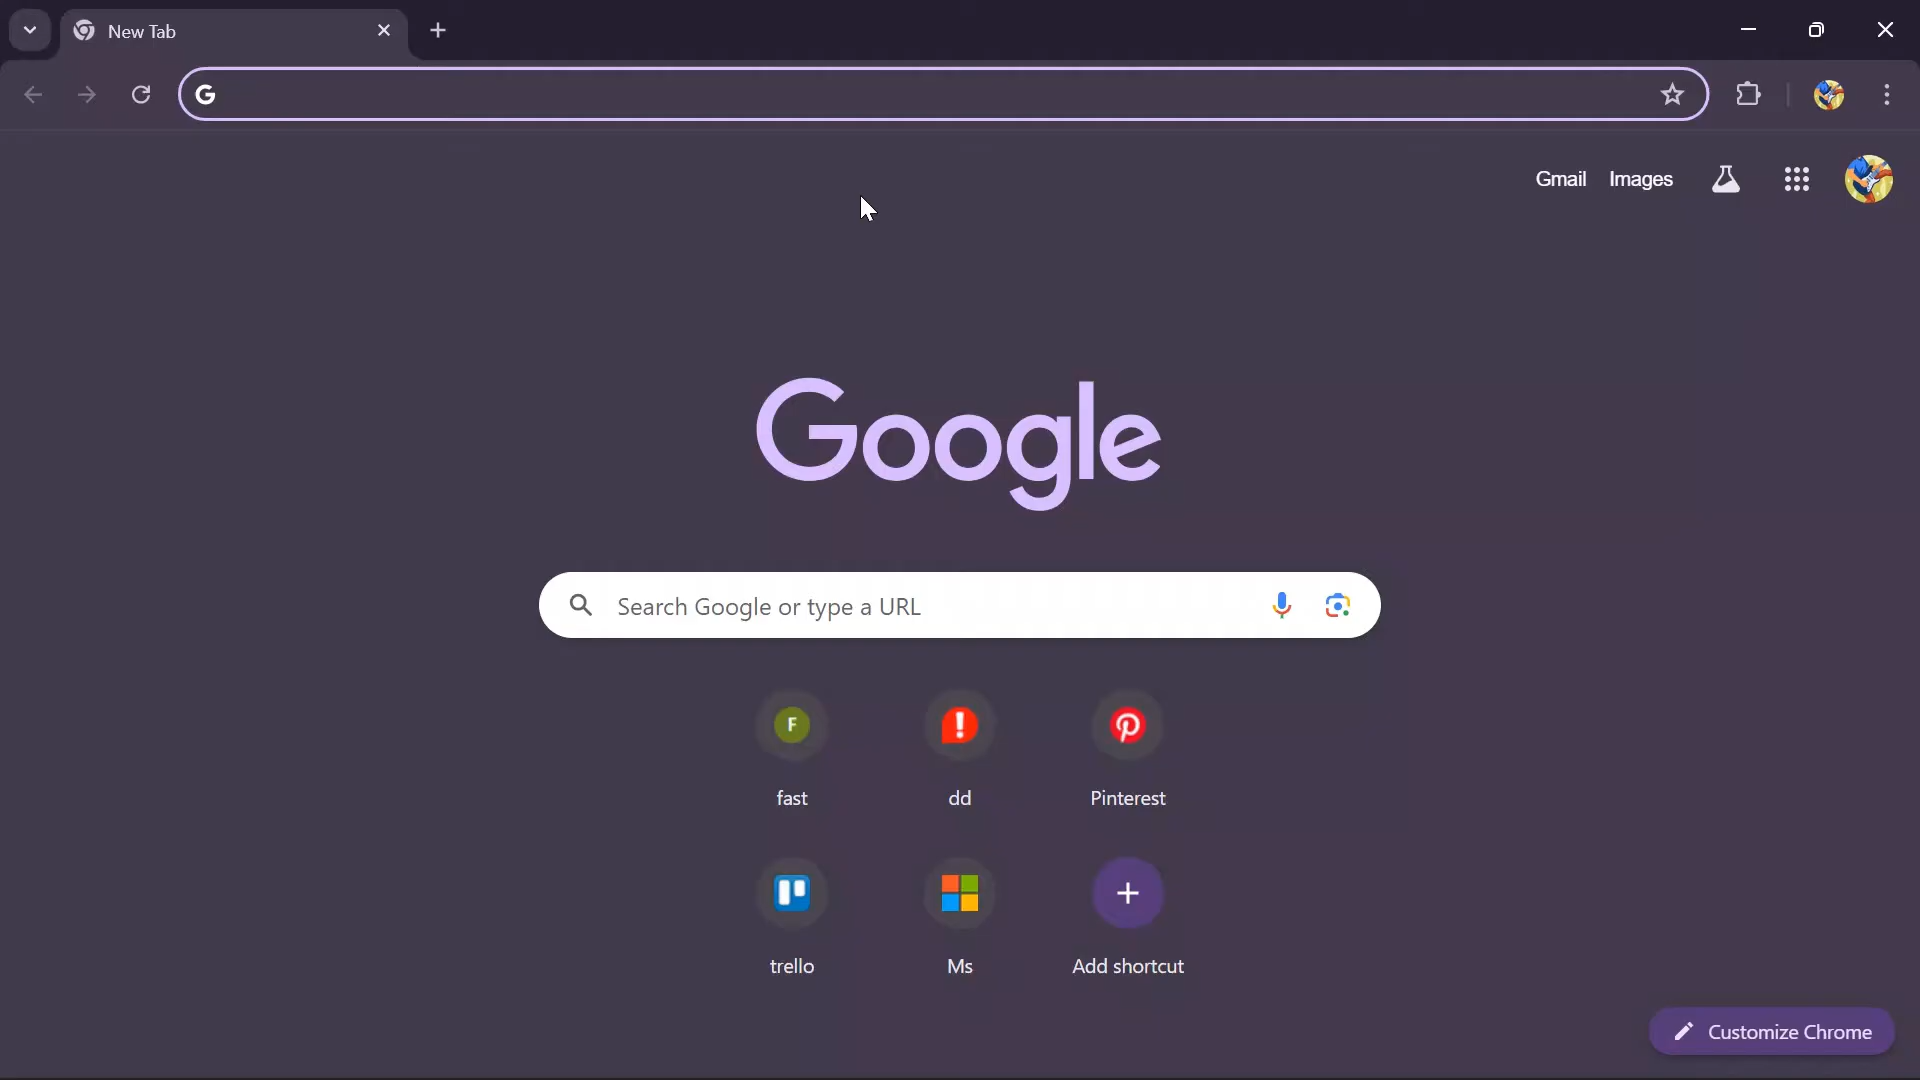 New Tab
Gmail Images
Google
Search Google or type a URL
F
fast
dd
Pinterest
trello
Ms
Add shortcut
Customize Chrome